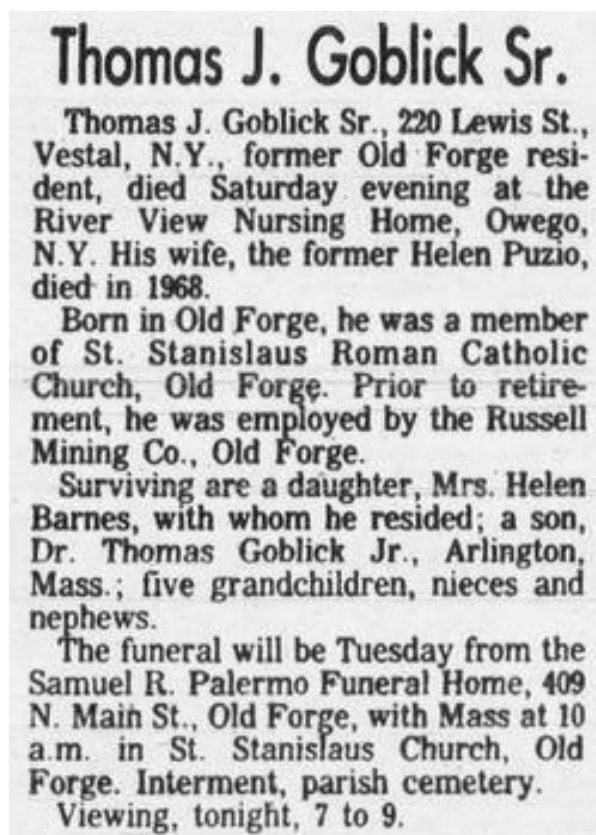 Thomas J. Goblick Sr.
Thomas J. Goblick Sr., 220 Lewis St.,
Vestal, N.Y., former Old Forge resi-
dent, died Saturday evening at the
River View Nursing Home, Owego,
N.Y. His wife, the former Helen Puzio,
died in 1968.
Born in Old Forge, he was a member
of St. Stanislaus Roman Catholic
Church, Old Forge. Prior to retire-
ment, he was employed by the Russell
Mining Co., Old Forge.
Surviving are a daughter, Mrs. Helen
Barnes, with whom he resided; a son,
Dr. Thomas Goblick Jr., Arlington,
Mass.; five grandchildren, nieces and
nephews.
The funeral will be Tuesday from the
Samuel R. Palermo Funeral Home, 409
N. Main St., Old Forge, with Mass at 10
a.m. in St. Stanislaus Church, Old
Forge. Interment, parish cemetery.
Viewing, tonight, 7 to 9.